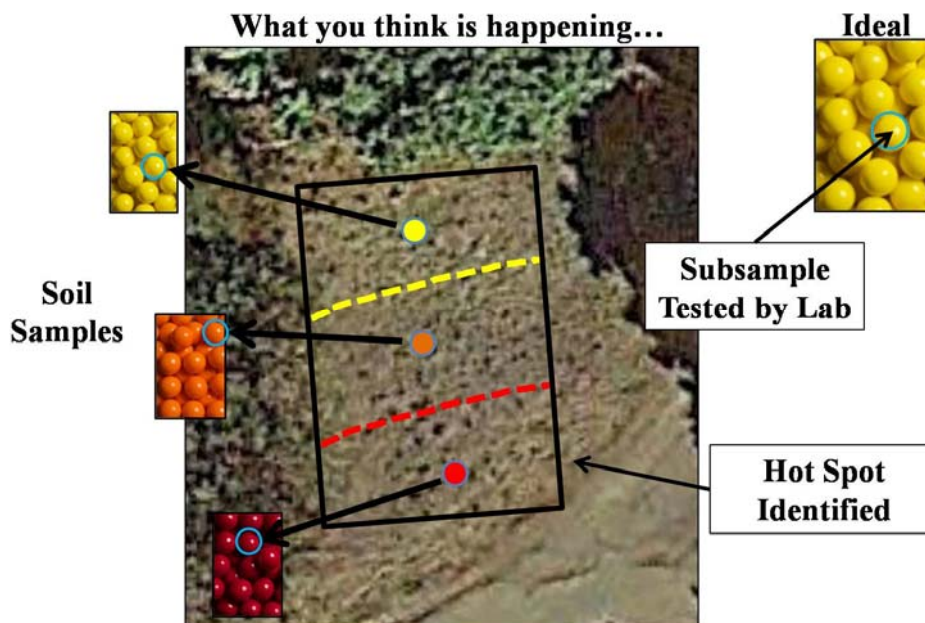 What you think is happening…
Ideal
Soil
Samples
Subsample
Tested by Lab
Hot Spot
Identified